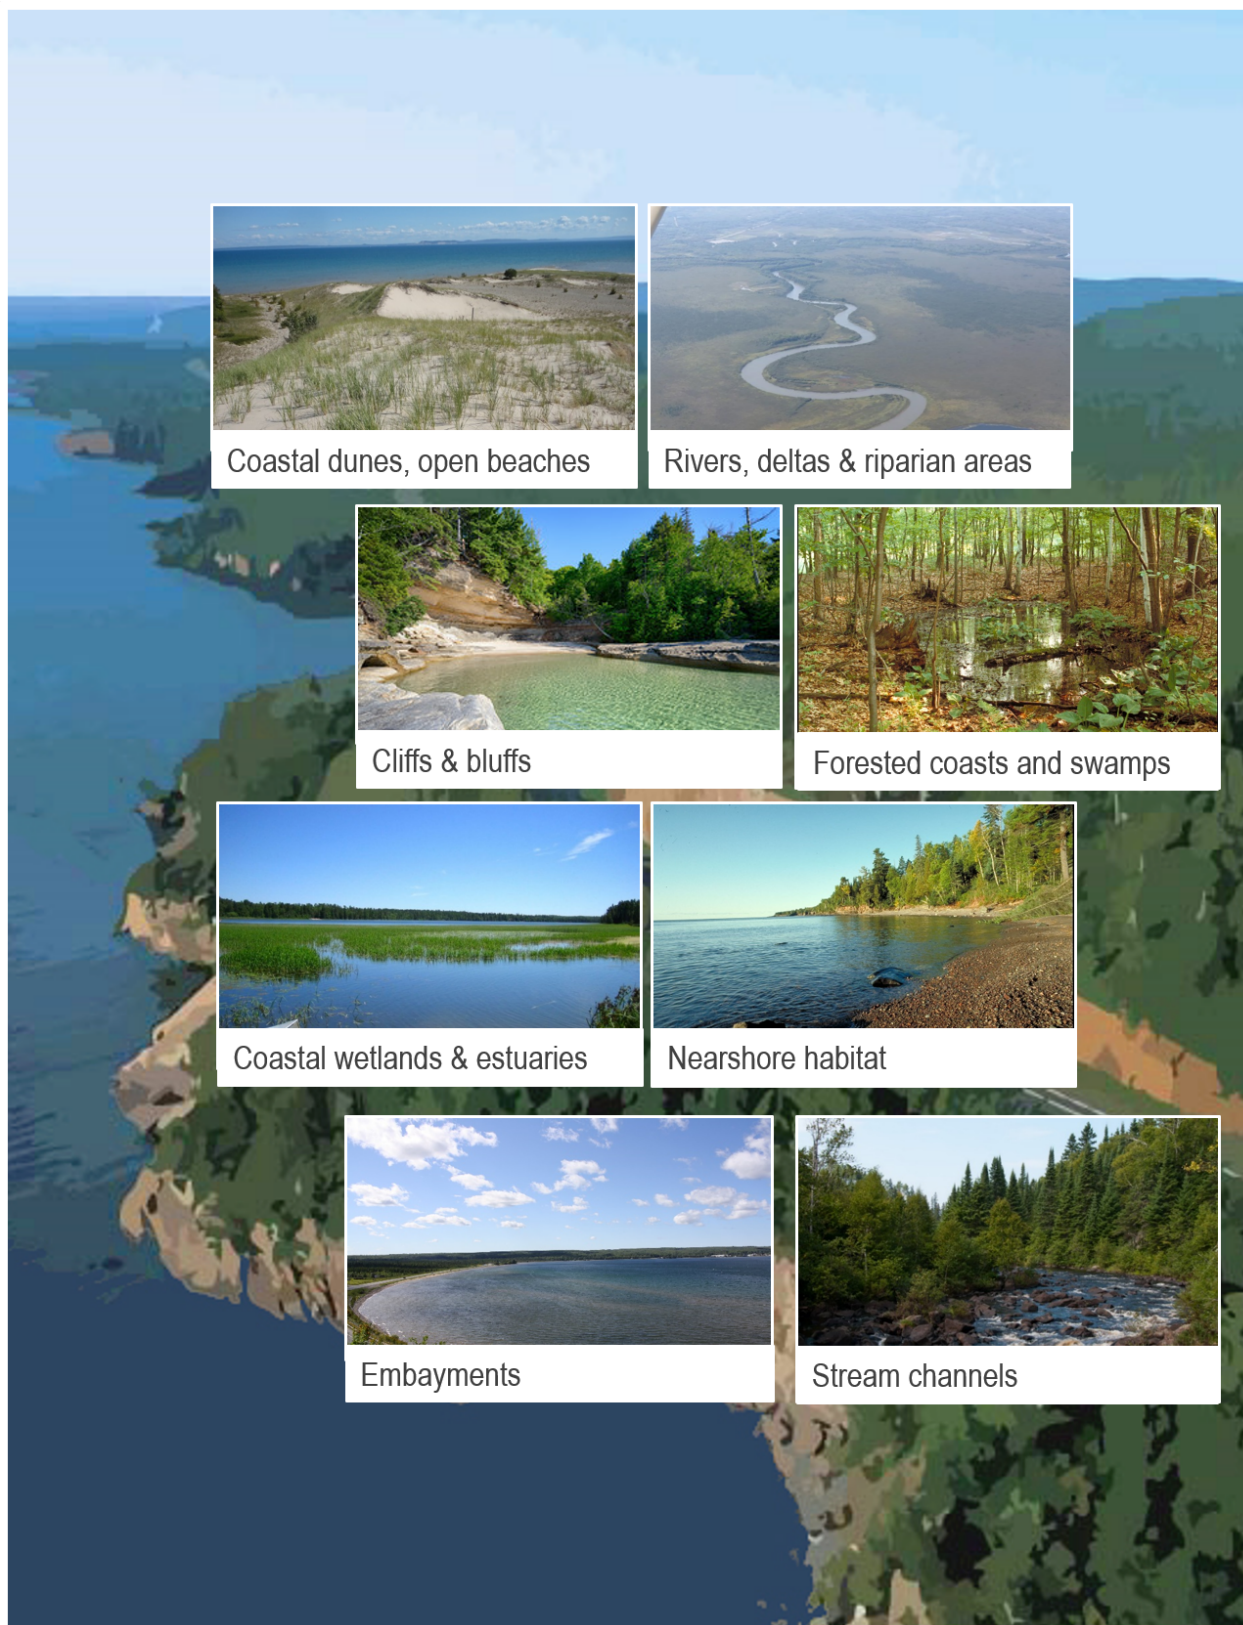 Coastal dunes, open beaches
Rivers, deltas & riparian areas
Cliffs & bluffs
Forested coasts and swamps
Coastal wetlands & estuaries
Nearshore habitat
Embayments
Stream channels